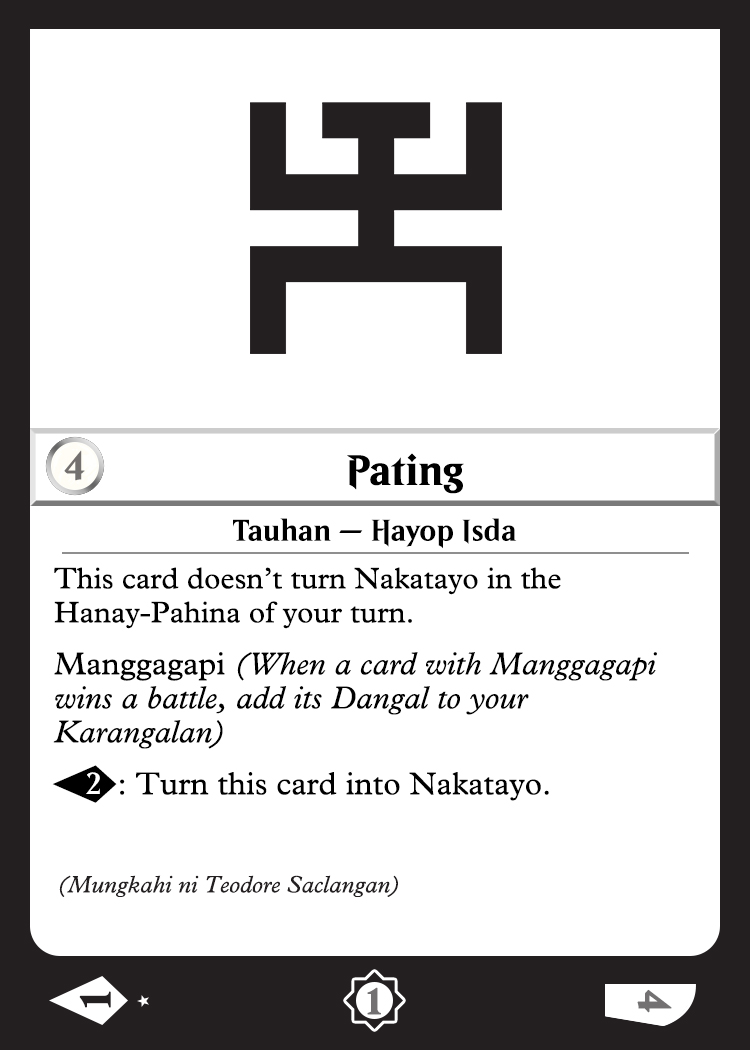 4
Pating
Tauhan — Hayop Isda
This card doesn’t turn Nakatayo in the
Hanay-Pahina of your turn.
Manggagapi (When a card with Manggagapi
wins a battle, add its Dangal to your
Karangalan)
2: Turn this card into Nakatayo.
(Mungkahi ni Teodore Saclangan)
1 1 4